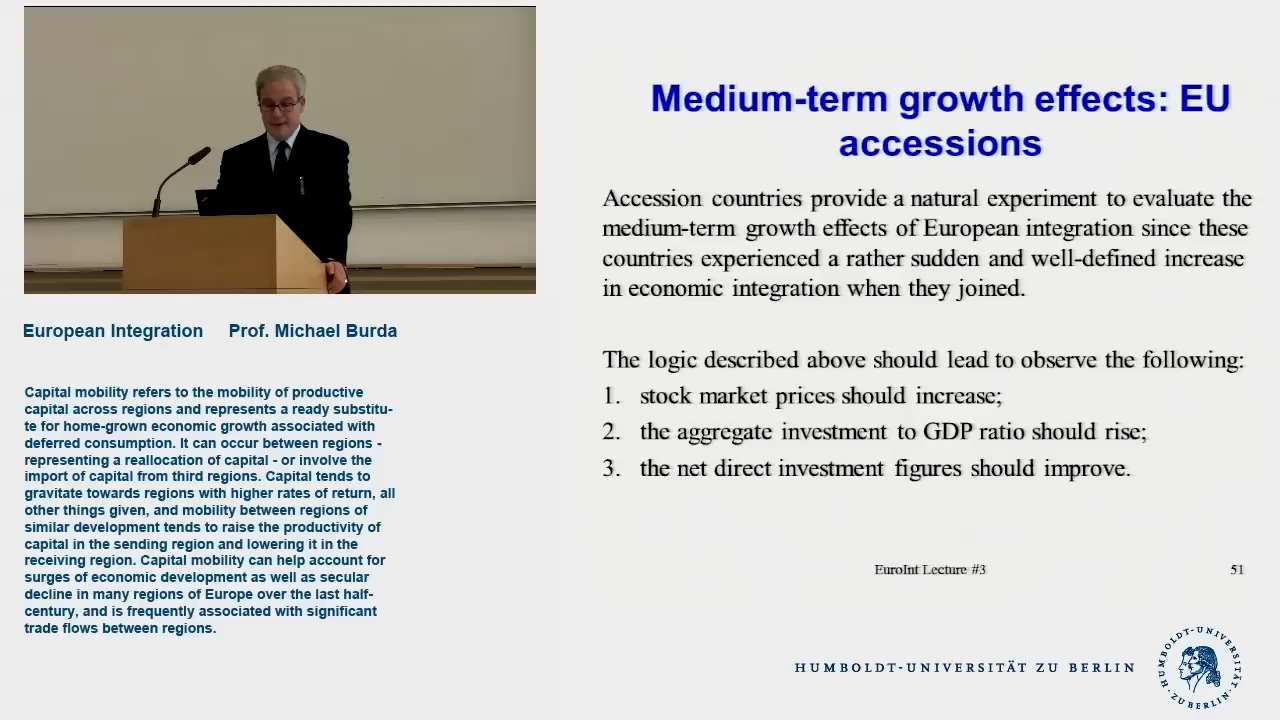 Medium-term growth effects: EU
accessions
Accession countries provide a natural experiment to evaluate the
medium-term growth effects of European integration since these
countries experienced a rather sudden and well-defined increase
in economic integration when they joined.
The logic described above should lead to observe the following:
1. stock market prices should increase;
2. the aggregate investment to GDP ratio should rise;
3. the net direct investment figures should improve.
EuroInt Lecture #3 51
European Integration Prof. Michael Burda
Capital mobility refers to the mobility of productive
capital across regions and represents a ready substitu-
te for home-grown economic growth associated with
deferred consumption. It can occur between regions -
representing a reallocation of capital - or involve the
import of capital from third regions. Capital tends to
gravitate towards regions with higher rates of return, all
other things given, and mobility between regions of
similar development tends to raise the productivity of
capital in the sending region and lowering it in the
receiving region. Capital mobility can help account for
surges of economic development as well as secular
decline in many regions of Europe over the last half-
century, and is frequently associated with significant
trade flows between regions.
HUMBOLDT-UNIVERSITÄT ZU BERLIN
HUMBOLDT-UNIVERSITÄT
ZU BERLIN